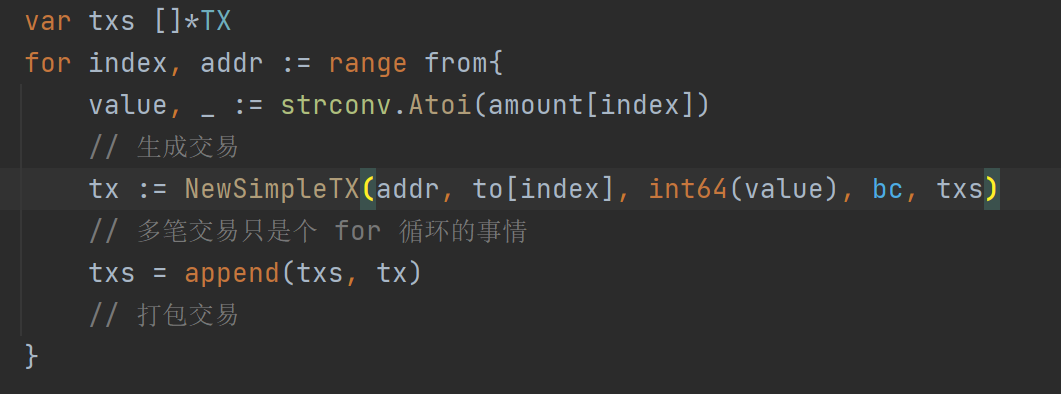 var txs []*TX
for index, addr := range from{
value, _ := strconv.Atoi(amount[index])
// 生成交易
tx := NewSimpleTX(addr, to[index], int64(value), bc, txs)
// 多笔交易只是个 for 循环的事情
txs = append(txs, tx)
// 打包交易
}